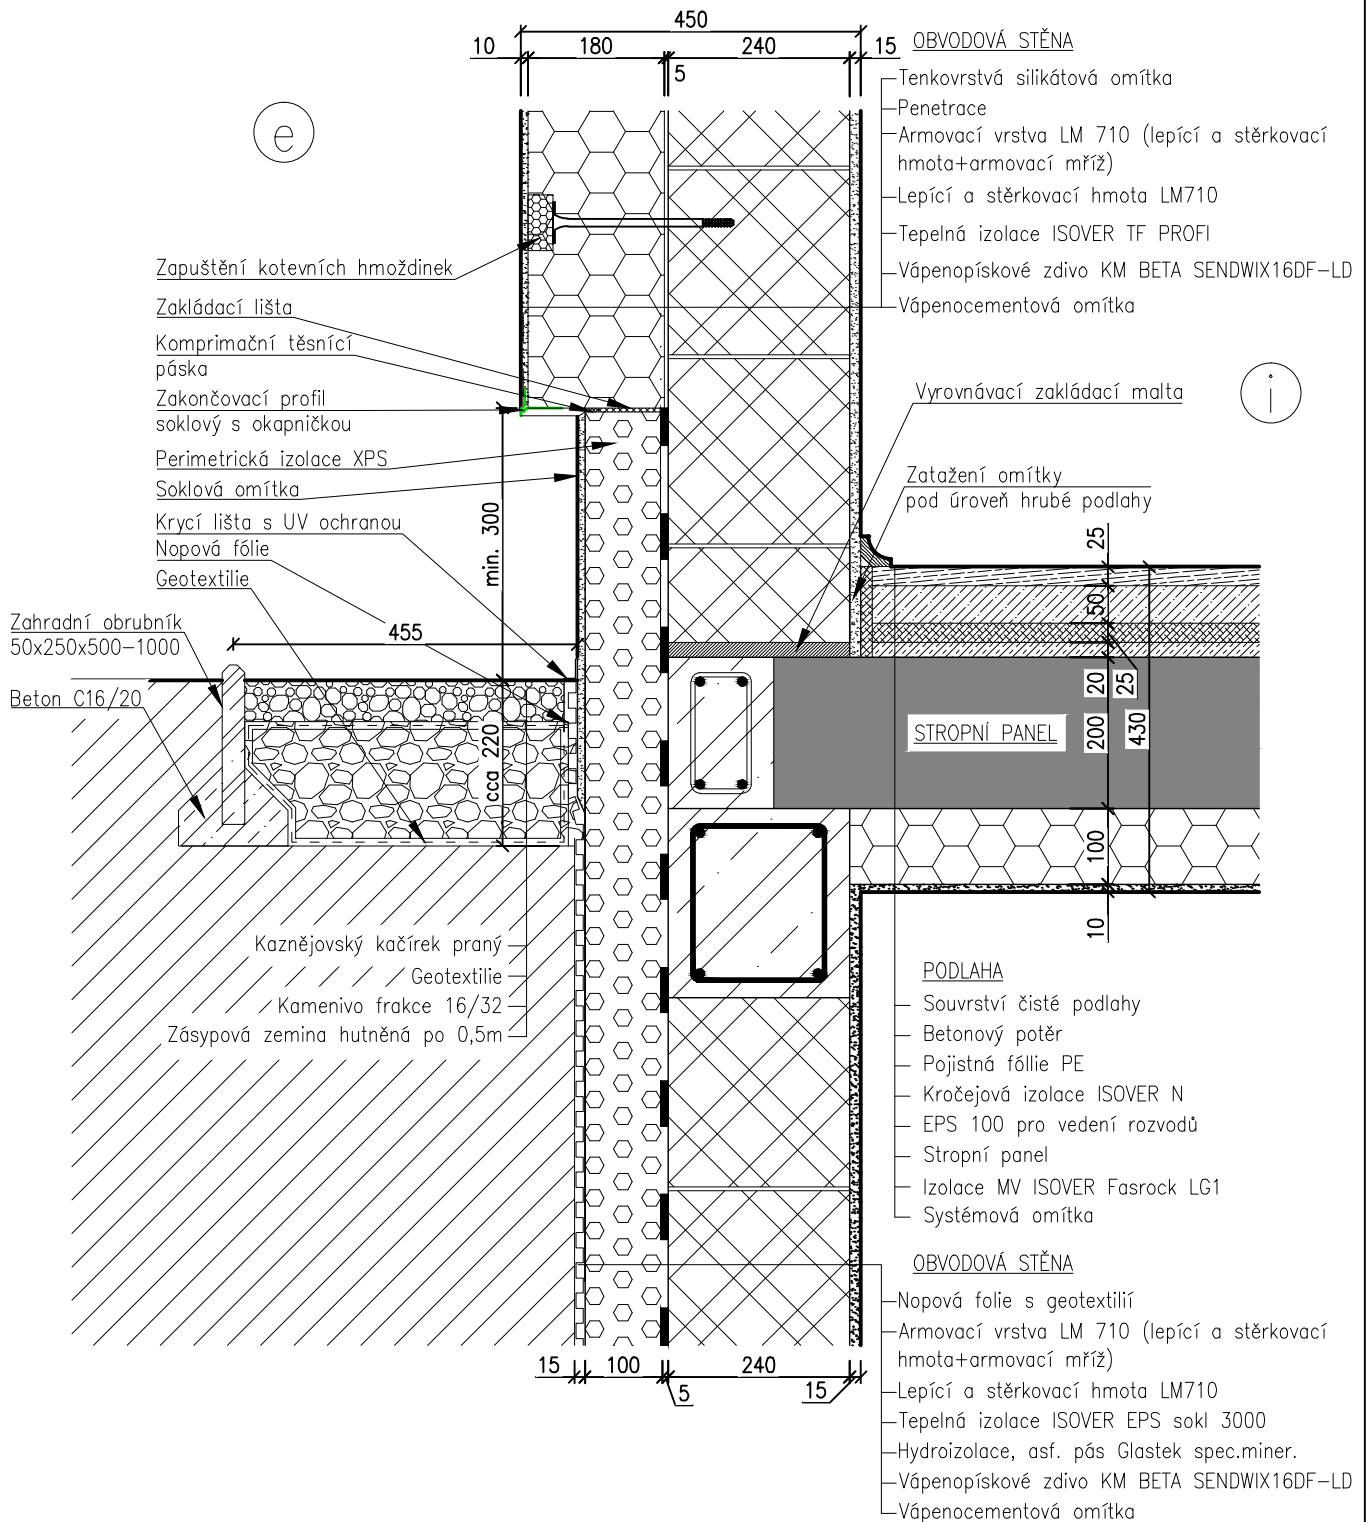 450
10
180
240
15
5
OBVODOVÁ STĚNA
Tenkovrstvá silikátová omítka
Penetrace
Armovací vrstva LM 710 (lepící a stěrkovací
hmota+armovací mříž)
Lepící a stěrkovací hmota LM710
Tepelná izolace ISOVER TF PROFI
Vápenopískové zdivo KM BETA SENDWIX16DF-LD
Vápenocementová omítka
e
Zapuštění kotevních hmoždinek
Zakládací lišta
Komprimační těsnící
páska
Zakončovací profil
soklový s okapničkou
Perimetrická izolace XPS
Soklová omítka
Krycí lišta s UV ochranou
Nopová fólie
Geotextilie
Zahradní obrubník
50x250x500-1000
Beton C16/20
455
min. 300
cca 220
i
Vyrovnávací zakládací malta
Zatažení omítky
pod úroveň hrubé podlahy
25
50
20
25
200
430
100
10
STROPNÍ PANEL
Kaznějovský kačírek praný
Geotextilie
Kamenivo frakce 16/32
Zásypová zemina hutněná po 0,5m
PODLAHA
Souvrství čisté podlahy
Betonový potěr
Pojistná fóllie PE
Kročejová izolace ISOVER N
EPS 100 pro vedení rozvodů
Stropní panel
Izolace MV ISOVER Fasrock LG1
Systémová omítka
OBVODOVÁ STĚNA
Nopová folie s geotextilií
Armovací vrstva LM 710 (lepící a stěrkovací
hmota+armovací mříž)
Lepící a stěrkovací hmota LM710
Tepelná izolace ISOVER EPS sokl 3000
Hydroizolace, asf. pás Glastek spec.miner.
Vápenopískové zdivo KM BETA SENDWIX16DF-LD
Vápenocementová omítka
15
100
5
240
15